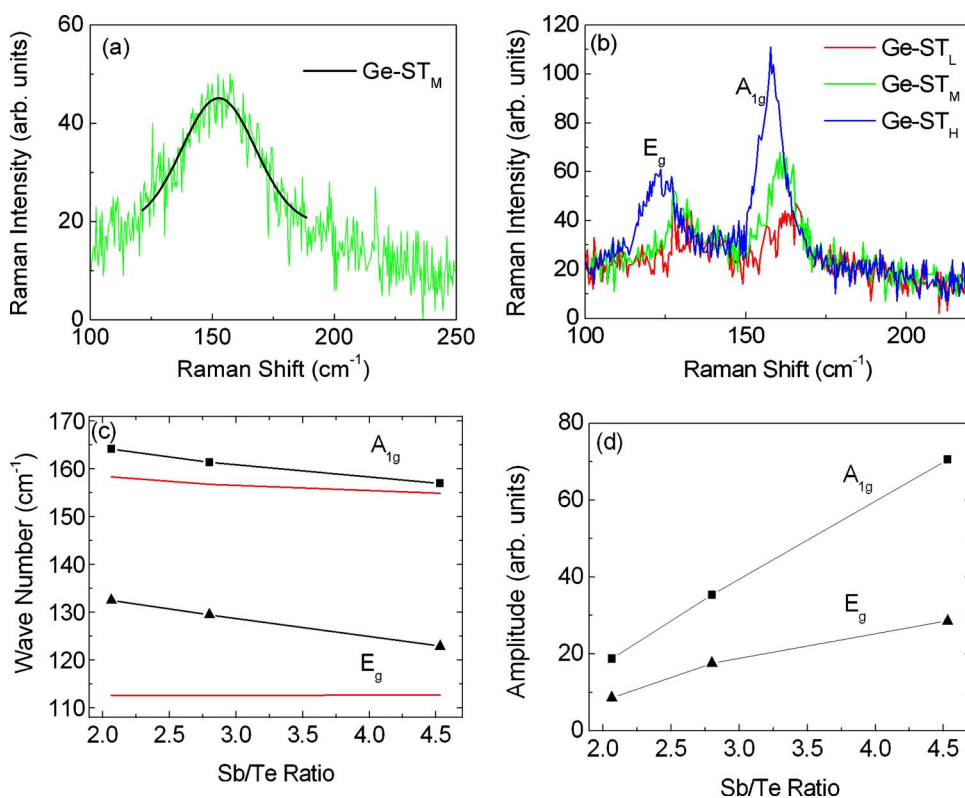 (a)
Ge-ST_M
60
40
20
0
Raman Intensity (arb. units)
100 150 200 250
Raman Shift (cm⁻¹)
(b)
Ge-ST_L
Ge-ST_M
Ge-ST_H
A_1g
E_g
120
100
80
60
40
20
0
Raman Intensity (arb. units)
100 150 200
Raman Shift (cm⁻¹)
(c)
A_1g
E_g
170
160
150
140
130
120
110
Wave Number (cm⁻¹)
2.0 2.5 3.0 3.5 4.0 4.5
Sb/Te Ratio
(d)
A_1g
E_g
80
60
40
20
0
Amplitude (arb. units)
2.0 2.5 3.0 3.5 4.0 4.5
Sb/Te Ratio